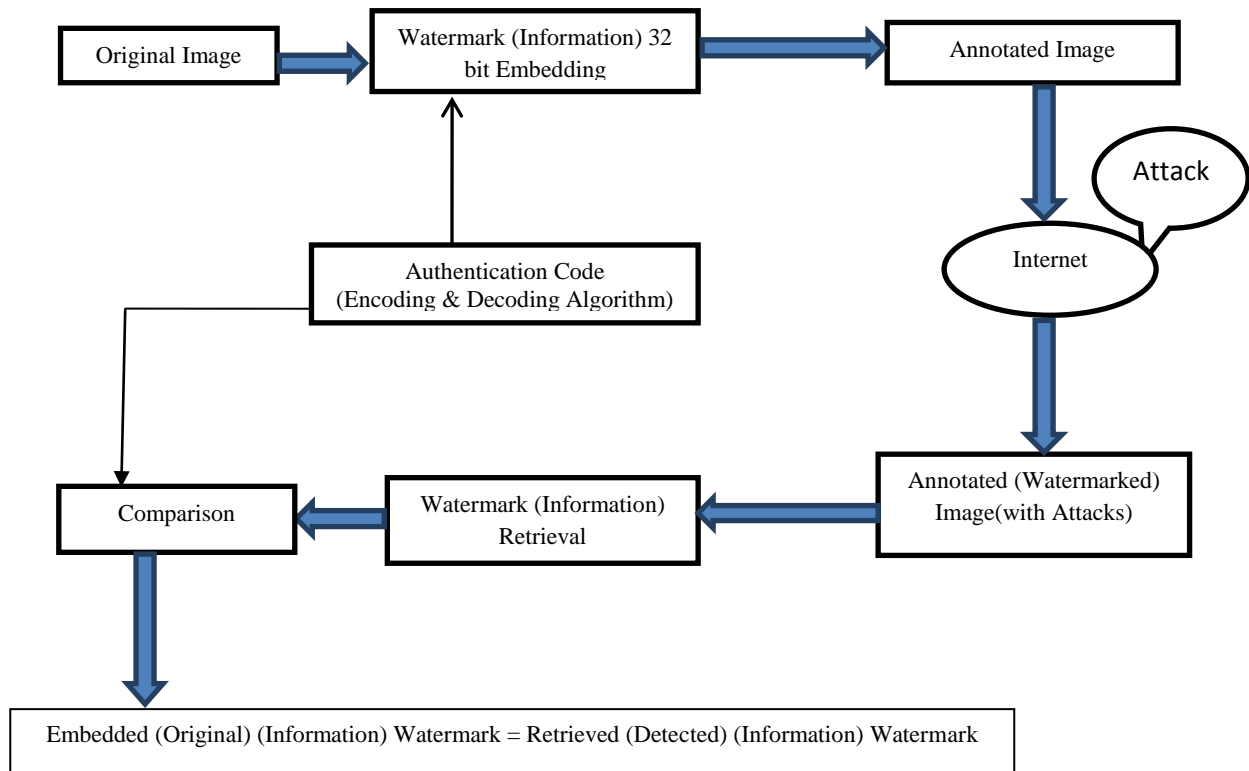 Original Image
Watermark (Information) 32
bit Embedding
Annotated Image
Attack
Internet
Authentication Code
(Encoding & Decoding Algorithm)
Annotated (Watermarked)
Image(with Attacks)
Watermark (Information)
Retrieval
Comparison
Embedded (Original) (Information) Watermark = Retrieved (Detected) (Information) Watermark